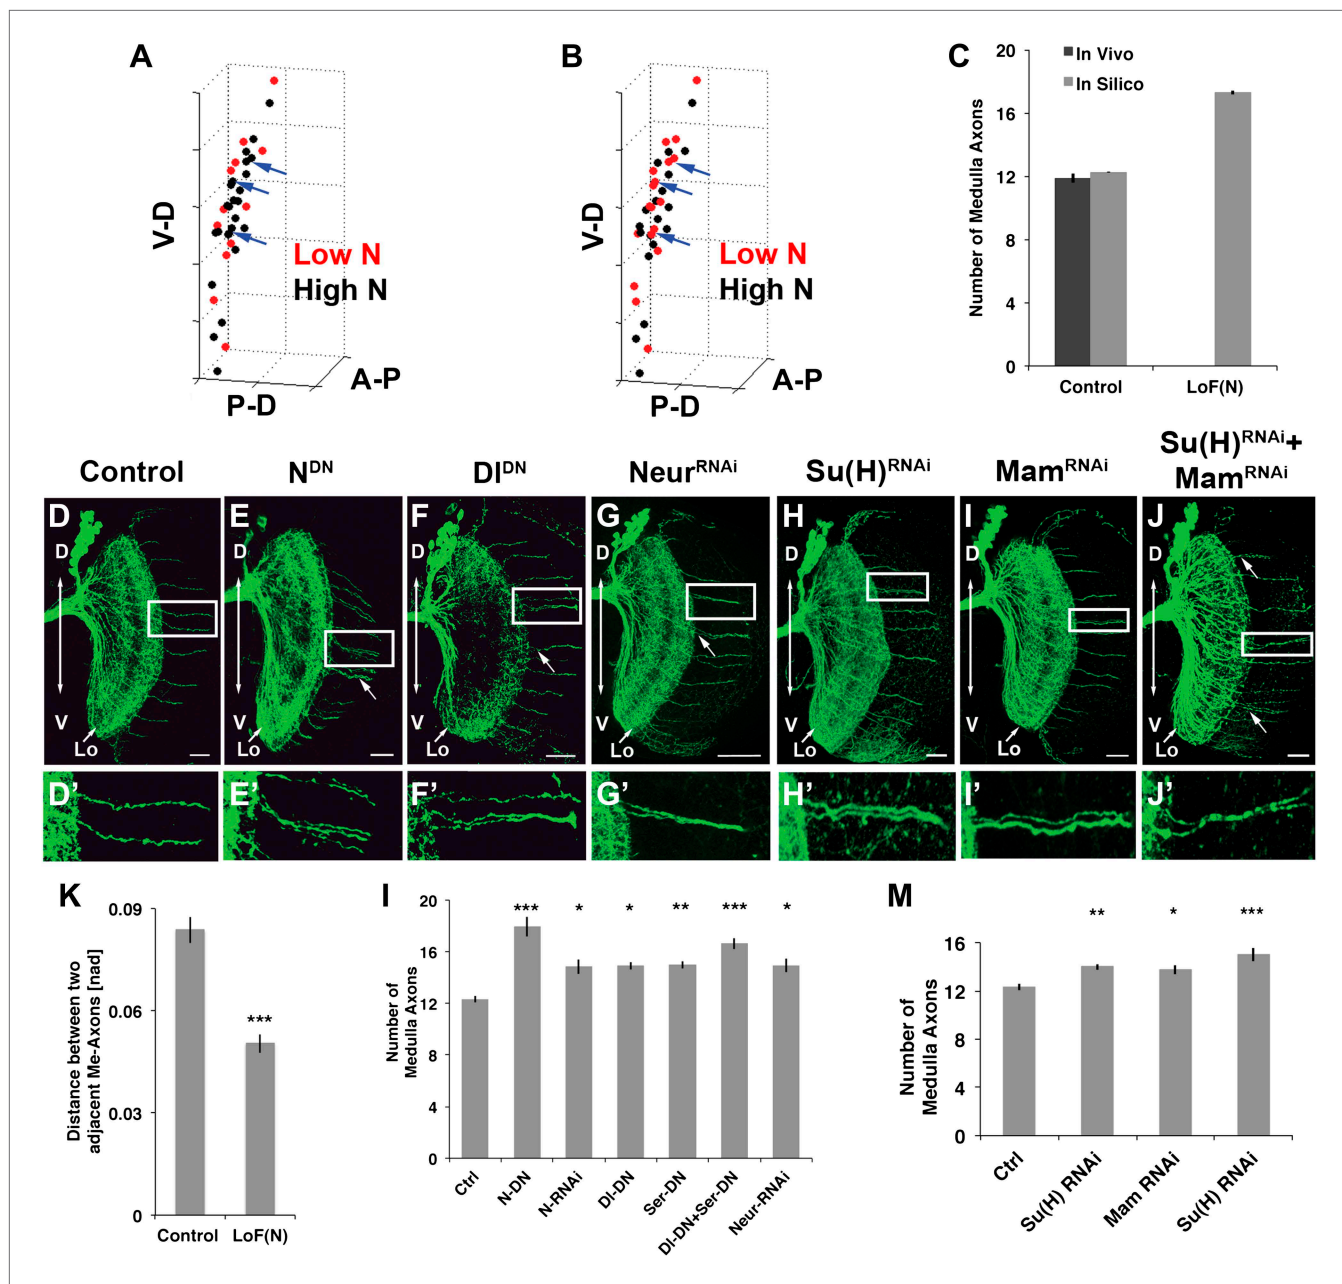 A
V-D
P-D
A-P
Low N
High N
B
V-D
P-D
A-P
Low N
High N
C
In Vivo
In Silico
Number of Medulla Axons
20
16
12
8
4
0
Control
LoF(N)
Control
N^DN
Dl^DN
Neur^RNAi
Su(H)^RNAi
Mam^RNAi
Su(H)^RNAi+
Mam^RNAi
D
D
V
Lo
E
D
V
Lo
F
D
V
Lo
G
D
V
Lo
H
D
V
Lo
I
D
V
Lo
J
D
V
Lo
D'
E'
F'
G'
H'
I'
J'
K
Distance between two
adjacent Me-Axons [nad]
0.09
0.06
0.03
0
***
Control
LoF(N)
I
Number of
Medulla Axons
20
16
12
8
4
0
***
*
*
**
***
*
Ctrl
N-DN
N-RNAi
Dl-DN
Ser-DN
Dl-DN+Ser-DN
Neur-RNAi
M
Number of
Medulla Axons
16
12
8
4
0
**
*
***
Ctrl
Su(H) RNAi
Mam RNAi
Su(H) RNAi